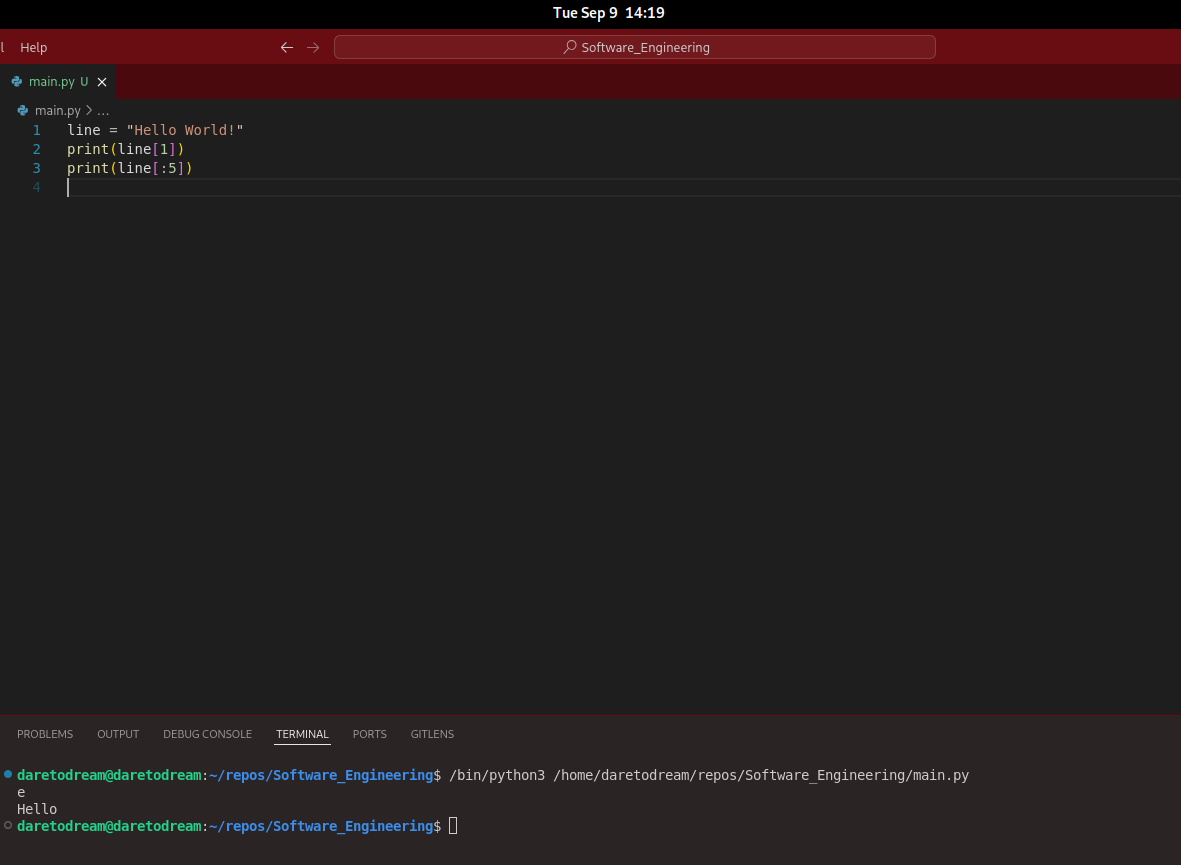 Tue Sep 9 14:19
l Help
Software_Engineering
main.py U
main.py > ...
1 line = "Hello World!"
2 print(line[1])
3 print(line[:5])
4
PROBLEMS OUTPUT DEBUG CONSOLE TERMINAL PORTS GITLENS
daretodream@daretodream:~/repos/Software_Engineering$ /bin/python3 /home/daretodream/repos/Software_Engineering/main.py
e
Hello
daretodream@daretodream:~/repos/Software_Engineering$